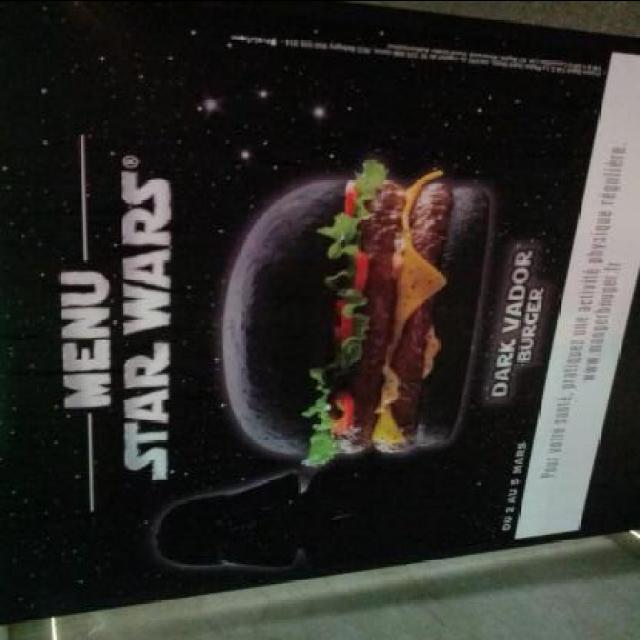 MENU
STAR WARS®
DARK VADOR
BURGER
DU 2 AU 5 MARS
Pour votre santé, pratiquez une activité physique régulière.
www.mangerbouger.fr